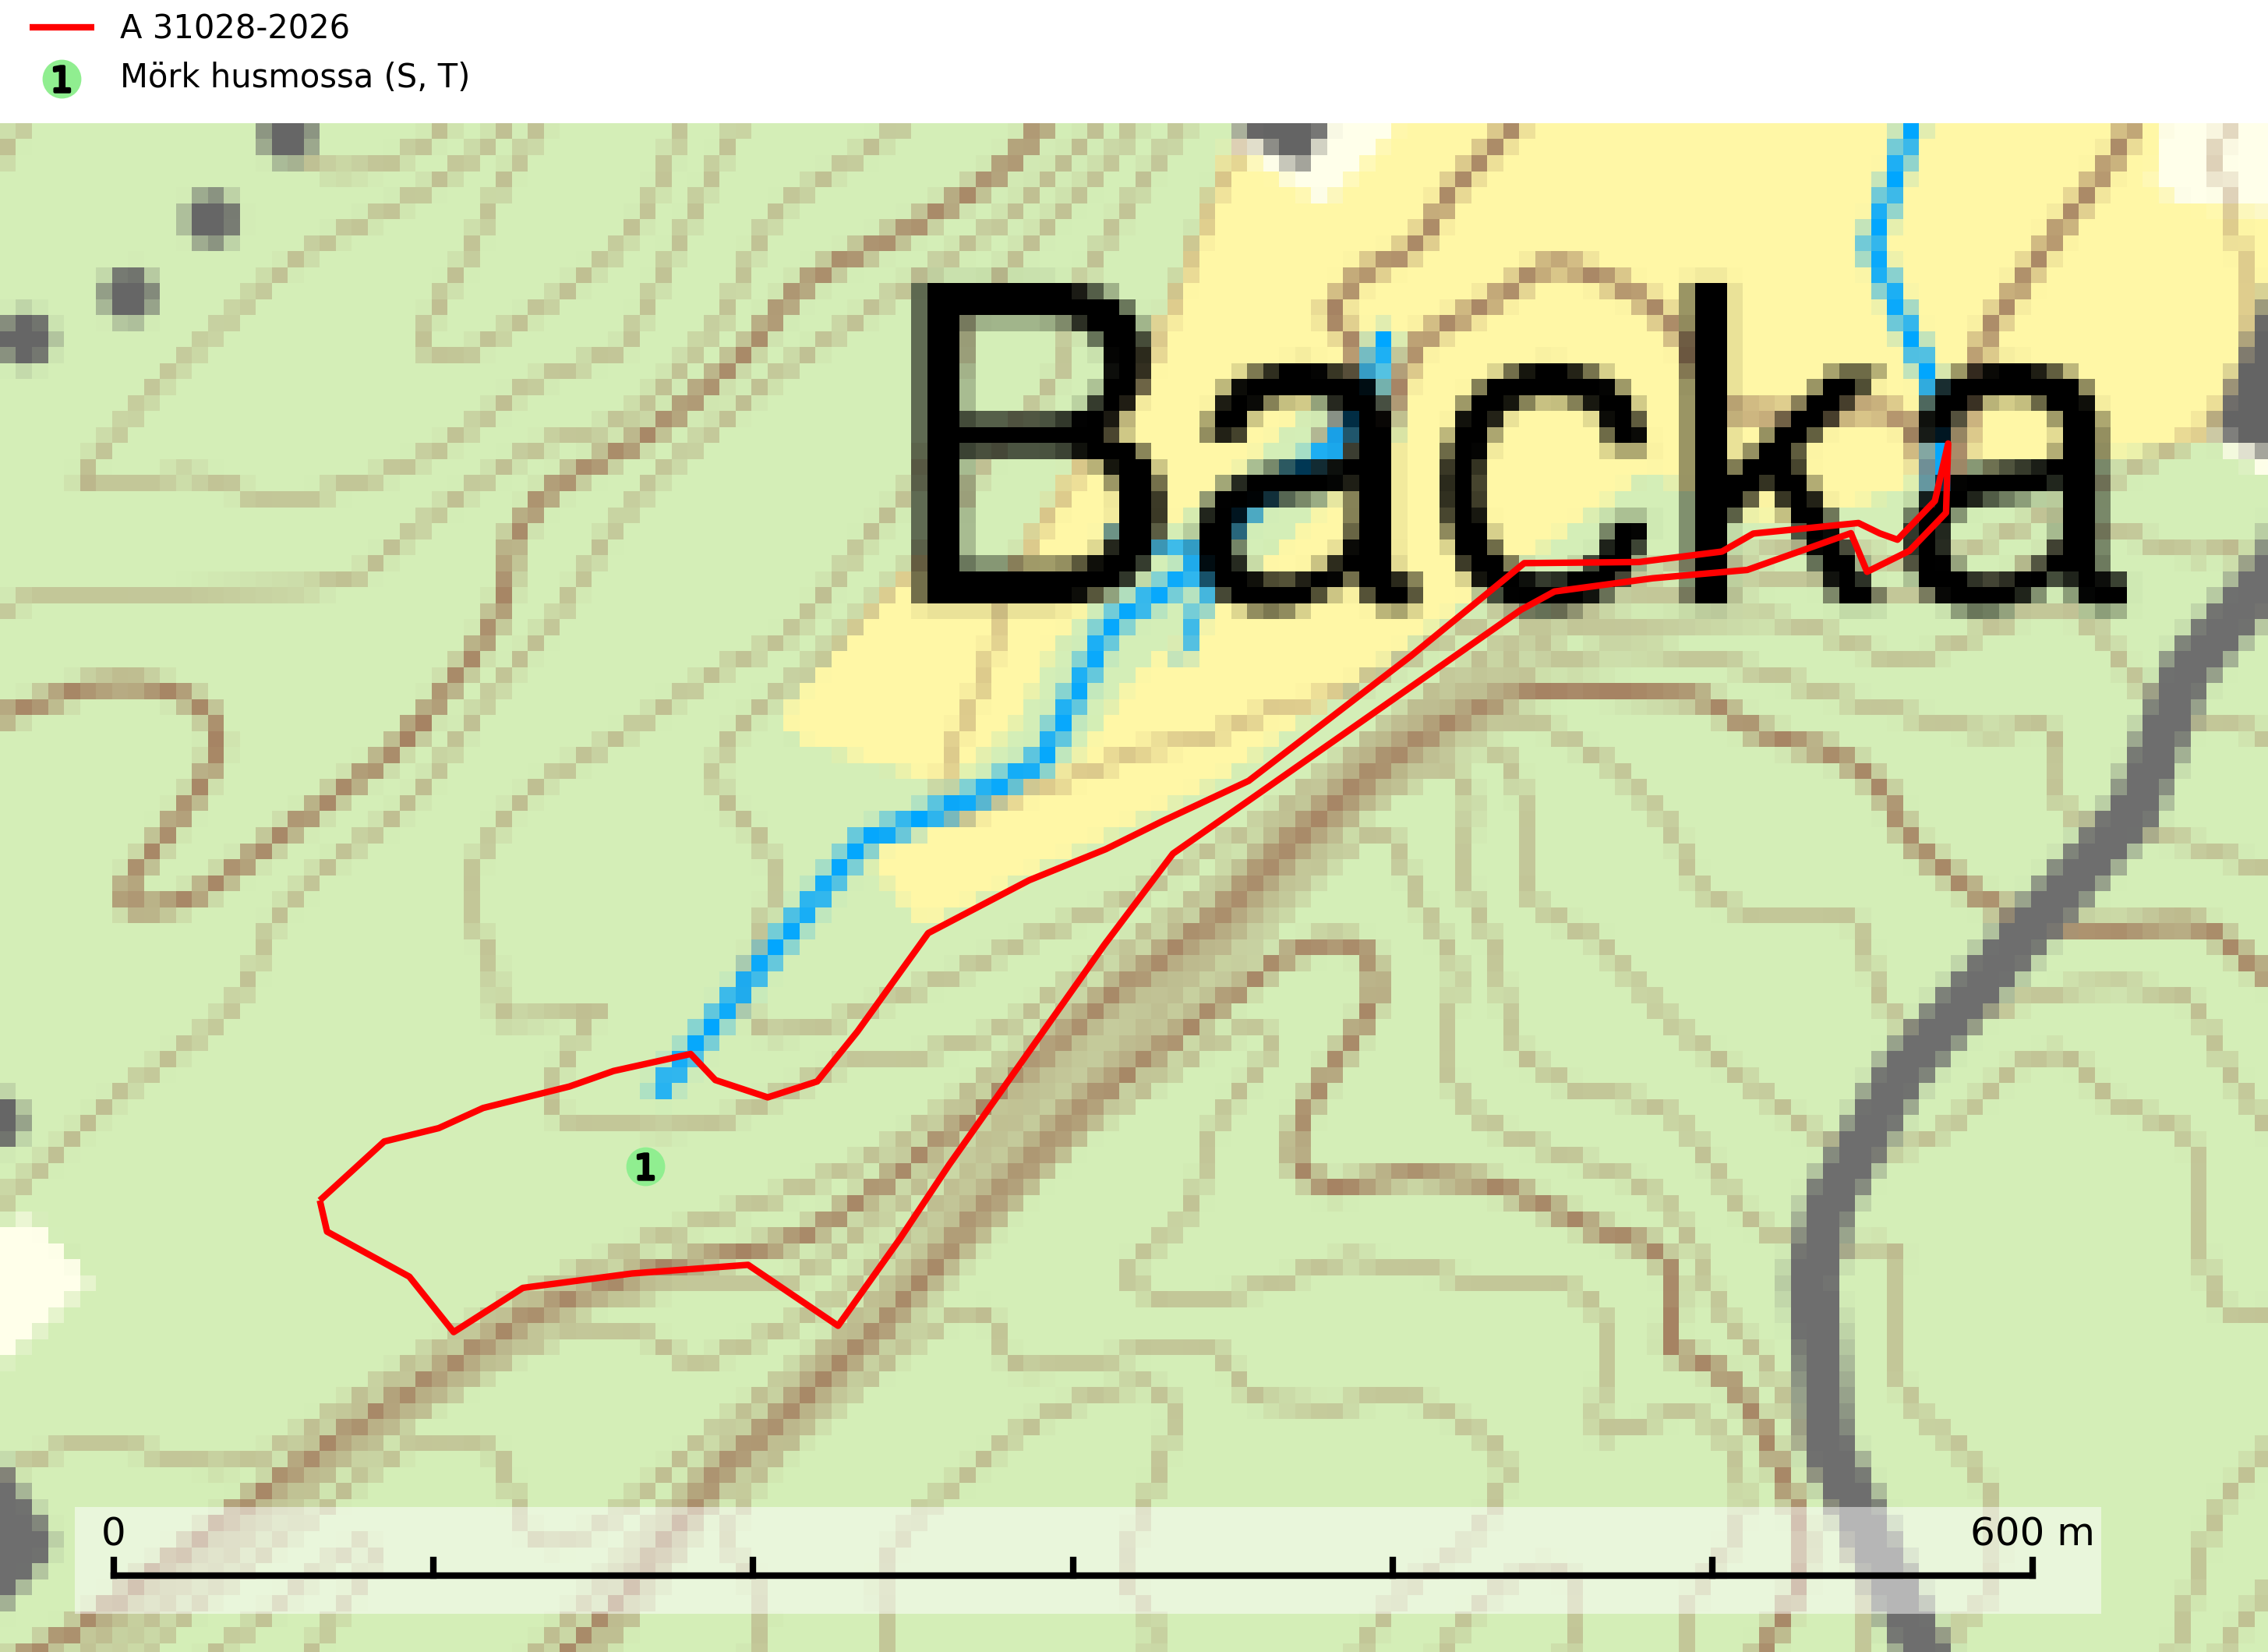 A 31028-2026
1 Mörk husmossa (S, T)
Backa
1
0 600 m